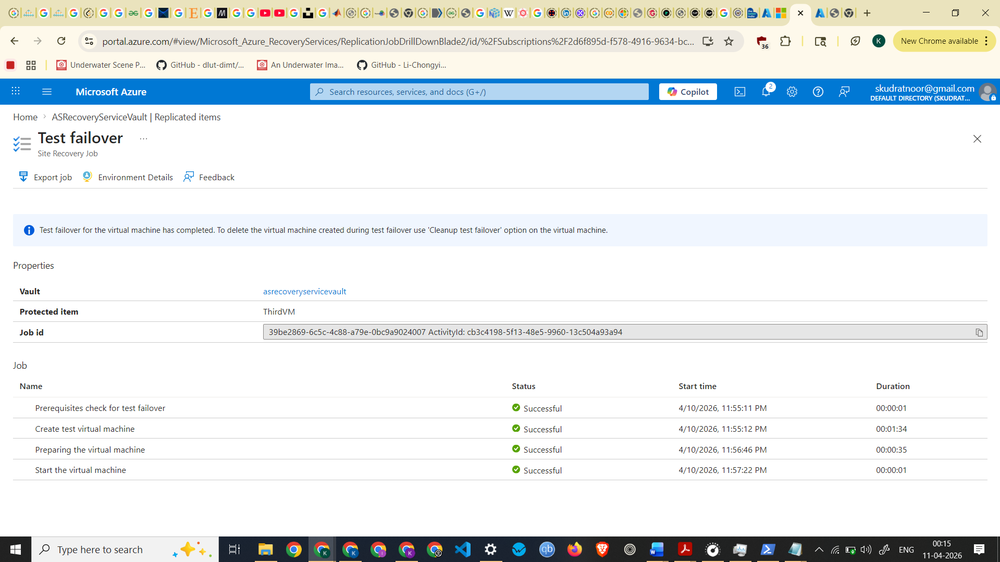 portal.azure.com/#view/Microsoft_Azure_RecoveryServices/ReplicationJobDrillDownBlade2/id/%2FSubscriptions%2F2d6f895d-f578-4916-9634-bc...
36
K
New Chrome available
Underwater Scene P...
GitHub - dlut-dimt/...
An Underwater Ima...
GitHub - Li-Chongyi...
Microsoft Azure
Search resources, services, and docs (G+/)
Copilot
2
skudratnoor@gmail.com
DEFAULT DIRECTORY (SKUDRAT...
Home > ASRecoveryServiceVault | Replicated items
Test failover ...
Site Recovery Job
Export job
Environment Details
Feedback
Test failover for the virtual machine has completed. To delete the virtual machine created during test failover use 'Cleanup test failover' option on the virtual machine.
Properties
Vault asrecoveryservicevault
Protected item ThirdVM
Job id 39be2869-6c5c-4c88-a79e-0bc9a9024007 ActivityId: cb3c4198-5f13-48e5-9960-13c504a93a94
Job
Name Status Start time Duration
Prerequisites check for test failover Successful 4/10/2026, 11:55:11 PM 00:00:01
Create test virtual machine Successful 4/10/2026, 11:55:12 PM 00:01:34
Preparing the virtual machine Successful 4/10/2026, 11:56:46 PM 00:00:35
Start the virtual machine Successful 4/10/2026, 11:57:22 PM 00:00:01
Type here to search
ENG
00:15
11-04-2026